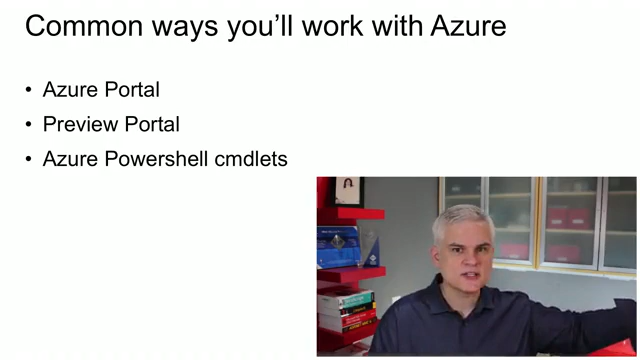 Common ways you'll work with Azure
• Azure Portal
• Preview Portal
• Azure Powershell cmdlets